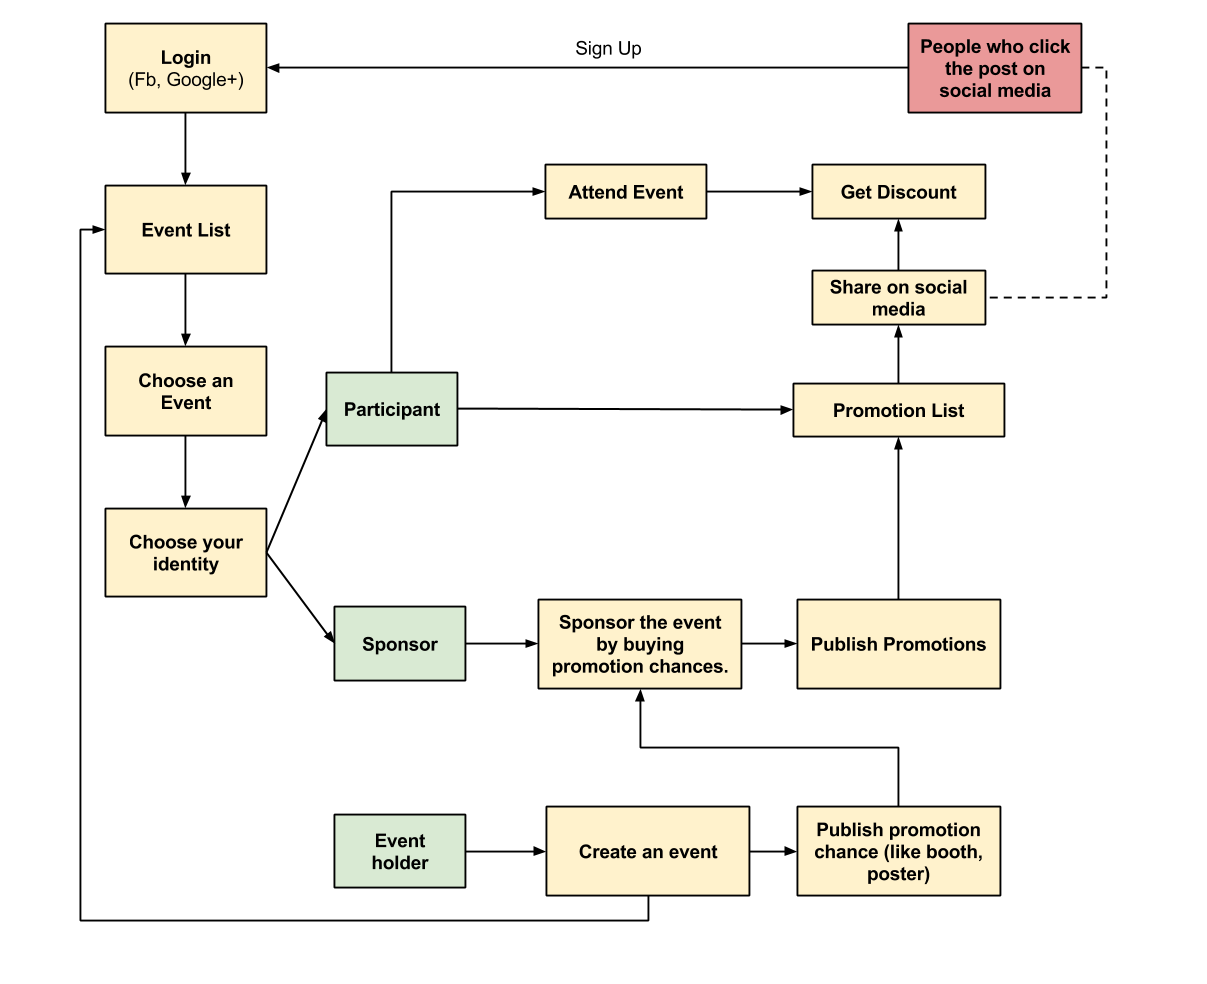 Login
(Fb, Google+)
Sign Up
People who click
the post on
social media
Attend Event
Get Discount
Event List
Share on social
media
Choose an
Event
Participant
Promotion List
Choose your
identity
Sponsor
Sponsor the event
by buying
promotion chances.
Publish Promotions
Event
holder
Create an event
Publish promotion
chance (like booth,
poster)